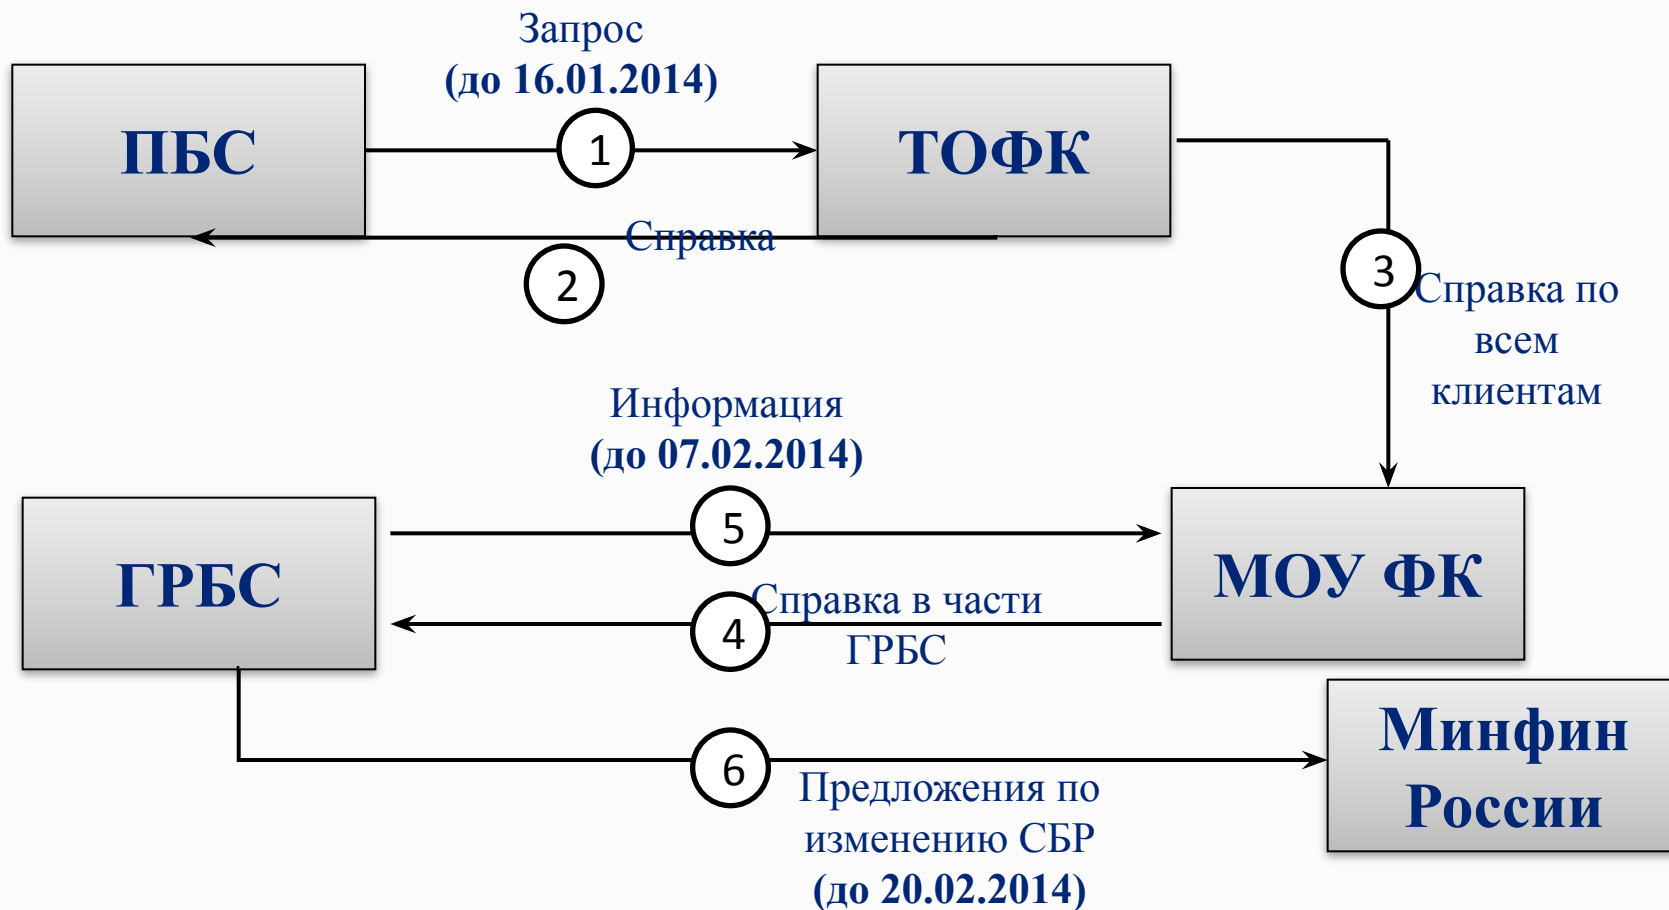 Запрос
(до 16.01.2014)
ПБС
1
ТОФК
Справка
2
3
Справка по
всем
клиентам
Информация
(до 07.02.2014)
ГРБС
5
МОУ ФК
Справка в части
4
ГРБС
6
Минфин
России
Предложения по
изменению СБР
(до 20.02.2014)